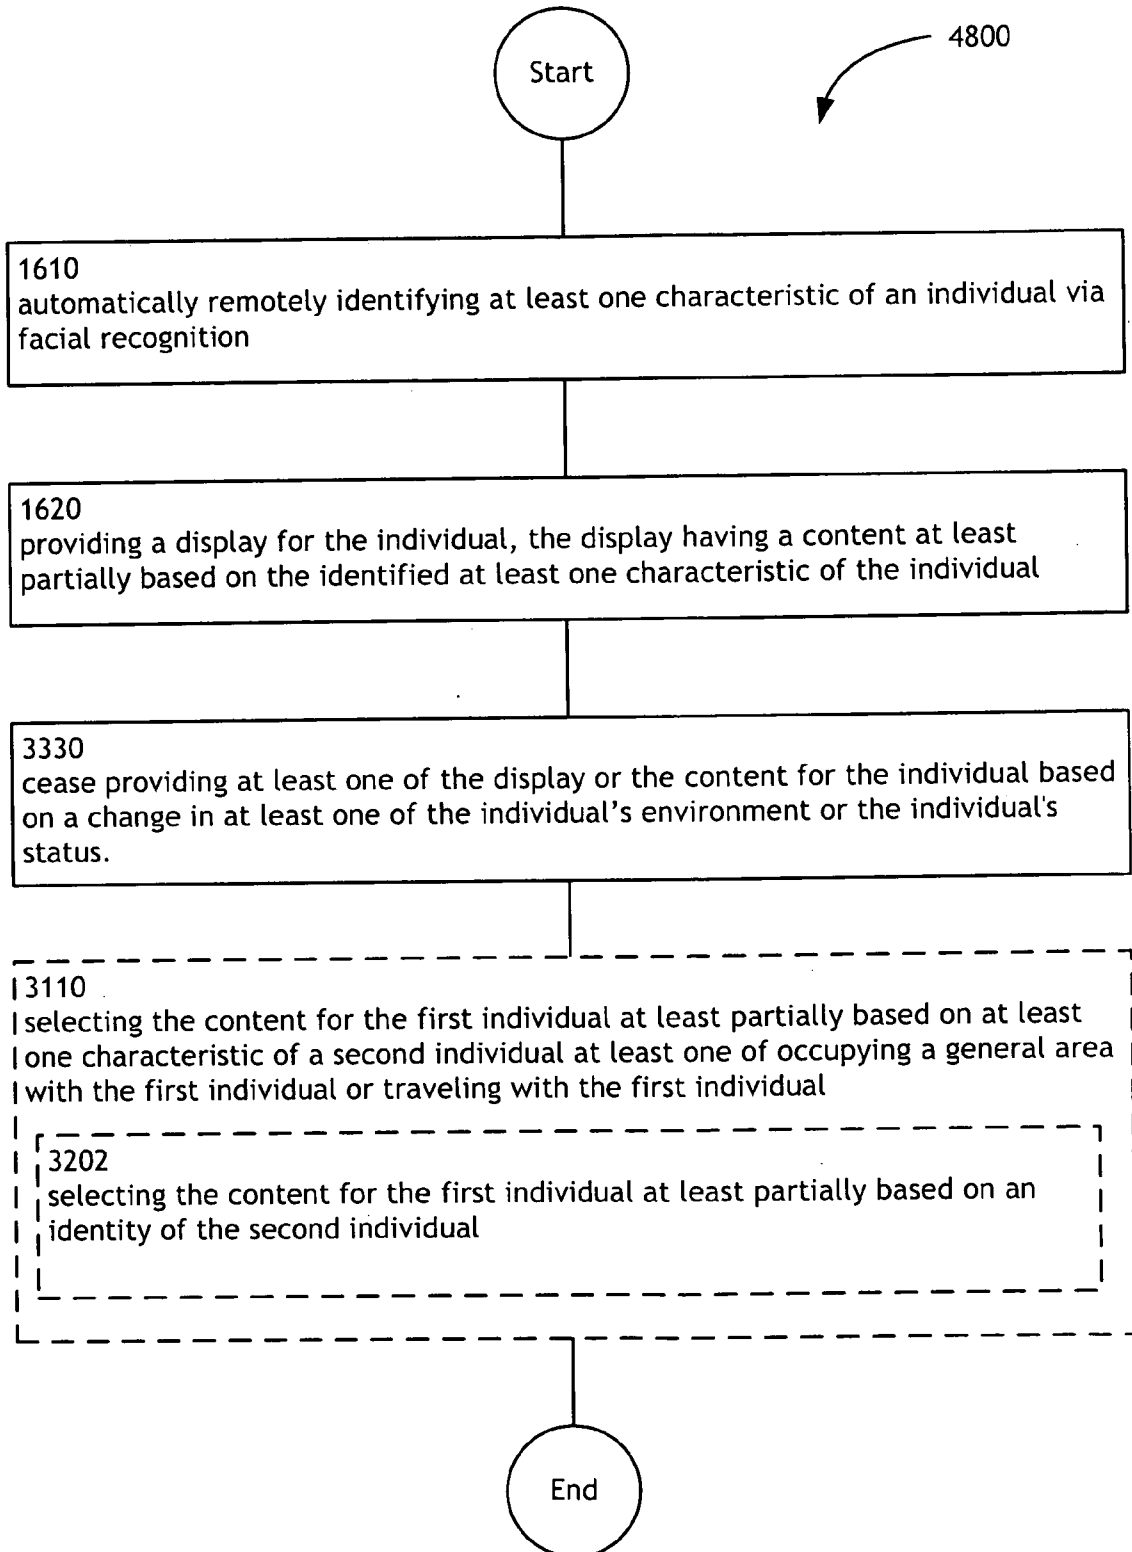 4800
Start
1610
automatically remotely identifying at least one characteristic of an individual via
facial recognition
1620
providing a display for the individual, the display having a content at least
partially based on the identified at least one characteristic of the individual
3330
cease providing at least one of the display or the content for the individual based
on a change in at least one of the individual’s environment or the individual's
status.
3110
selecting the content for the first individual at least partially based on at least
one characteristic of a second individual at least one of occupying a general area
with the first individual or traveling with the first individual
3202
selecting the content for the first individual at least partially based on an
identity of the second individual
End